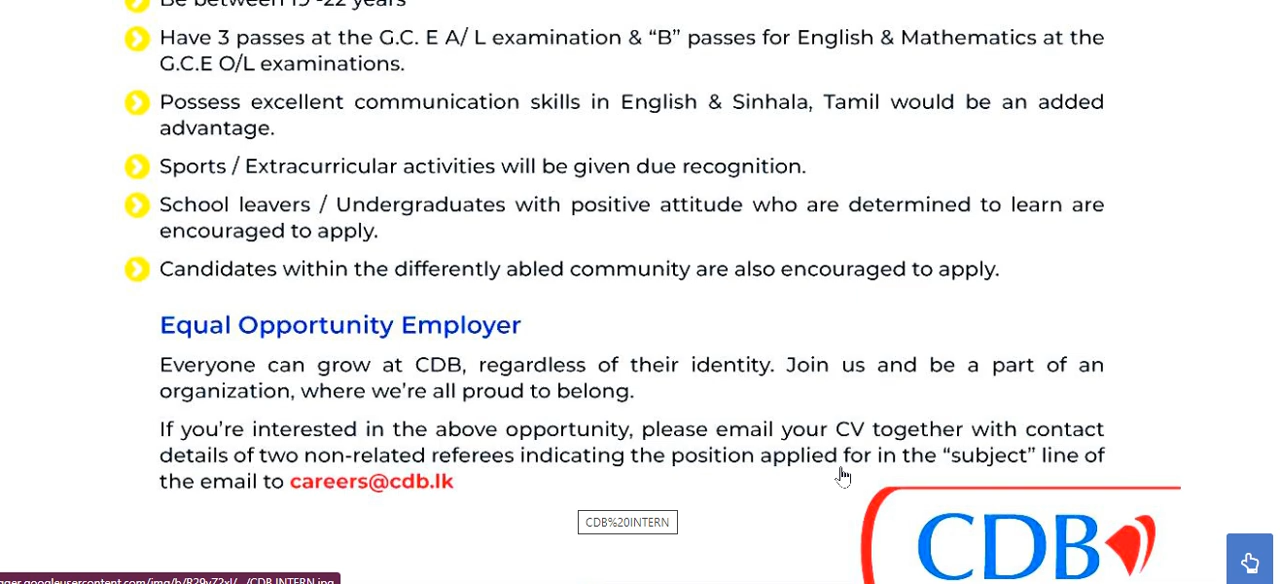 Be between 19 -22 years
Have 3 passes at the G.C. E A/ L examination & “B” passes for English & Mathematics at the
G.C.E O/L examinations.
Possess excellent communication skills in English & Sinhala, Tamil would be an added
advantage.
Sports / Extracurricular activities will be given due recognition.
School leavers / Undergraduates with positive attitude who are determined to learn are
encouraged to apply.
Candidates within the differently abled community are also encouraged to apply.
Equal Opportunity Employer
Everyone can grow at CDB, regardless of their identity. Join us and be a part of an
organization, where we’re all proud to belong.
If you’re interested in the above opportunity, please email your CV together with contact
details of two non-related referees indicating the position applied for in the “subject” line of
the email to careers@cdb.lk
CDB%20INTERN
CDB